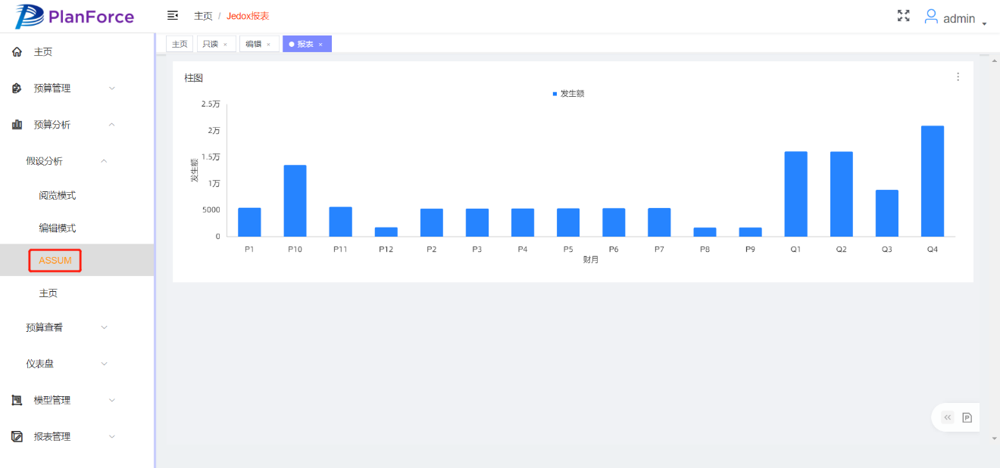 PlanForce
主页 / Jedox报表
admin
主页
预算管理
预算分析
假设分析
阅览模式
编辑模式
ASSUM
主页
预算查看
仪表盘
模型管理
报表管理
主页
只读 ×
编辑 ×
报表 ×
柱图
发生额
发生额
2.5万
2万
1.5万
1万
5000
0
P1 P10 P11 P12 P2 P3 P4 P5 P6 P7 P8 P9 Q1 Q2 Q3 Q4
财月
P